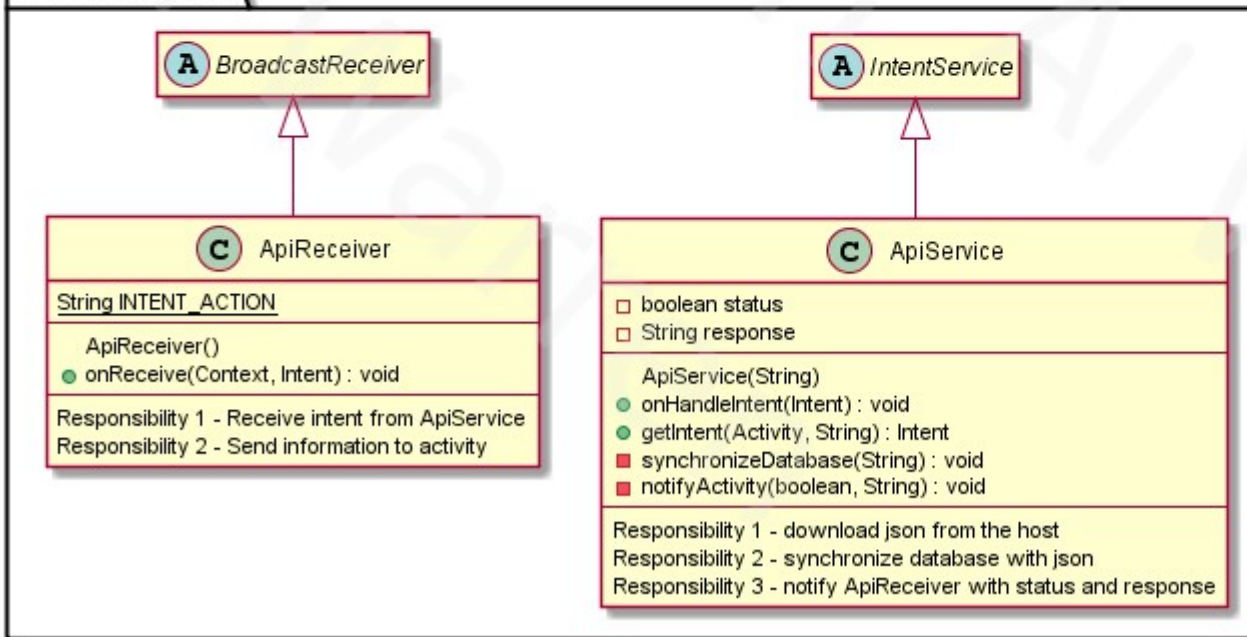 A BroadcastReceiver
C ApiReceiver
String INTENT_ACTION
ApiReceiver()
onReceive(Context, Intent) : void
Responsibility 1 - Receive intent from ApiService
Responsibility 2 - Send information to activity
A IntentService
C ApiService
boolean status
String response
ApiService(String)
onHandleIntent(Intent) : void
getIntent(Activity, String) : Intent
synchronizeDatabase(String) : void
notifyActivity(boolean, String) : void
Responsibility 1 - download json from the host
Responsibility 2 - synchronize database with json
Responsibility 3 - notify ApiReceiver with status and response